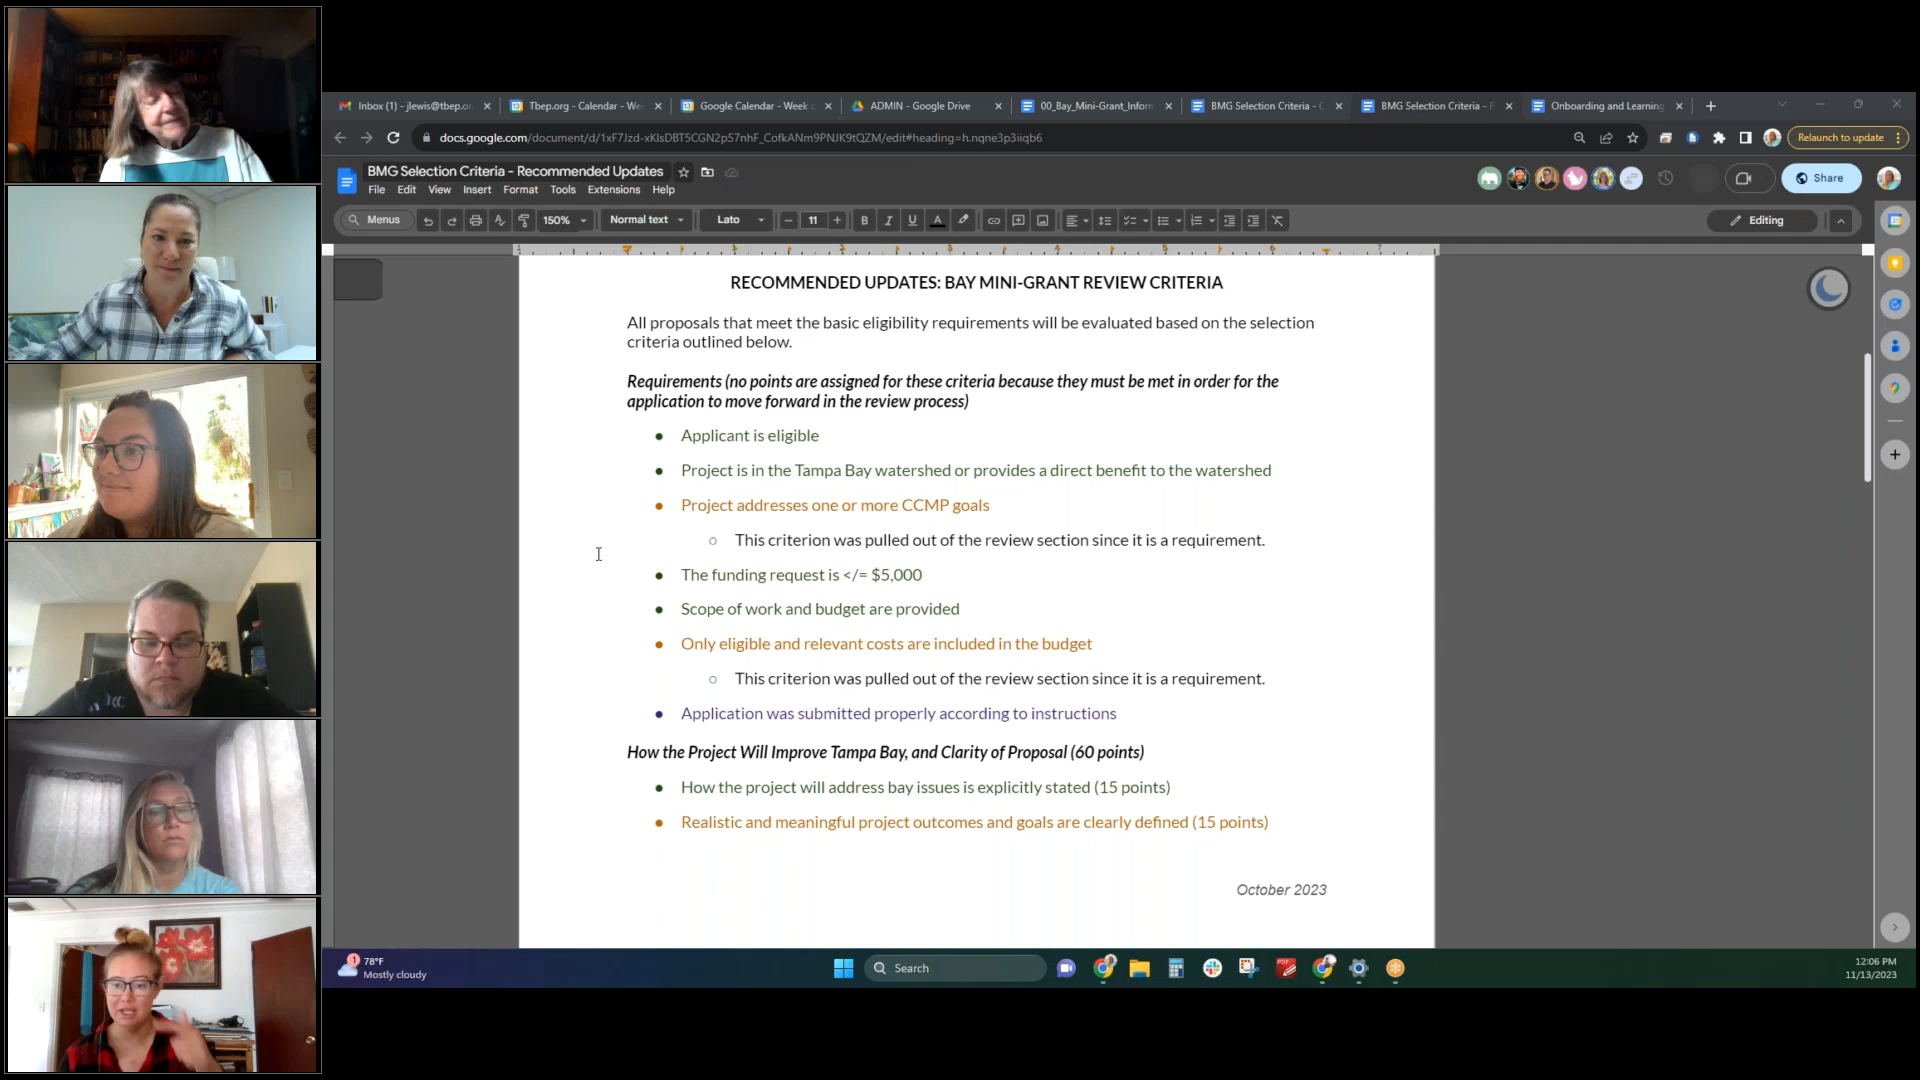 Inbox (1) - jlewis@tbep.or
Tbep.org - Calendar - We
Google Calendar - Week
ADMIN - Google Drive
00_Bay_Mini-Grant_Inform
BMG Selection Criteria -
BMG Selection Criteria - R
Onboarding and Learning
docs.google.com/document/d/1xF7Jzd-xKlsDBT5CGN2p57nhF_CofkANm9PNJK9tQZM/edit#heading=h.nqne3p3iiqb6
Relaunch to update
BMG Selection Criteria - Recommended Updates
File Edit View Insert Format Tools Extensions Help
Share
Menus
150%
Normal text
Lato
11
B I U A
Editing
1 1 2 3 4 5 6 7
RECOMMENDED UPDATES: BAY MINI-GRANT REVIEW CRITERIA
All proposals that meet the basic eligibility requirements will be evaluated based on the selection
criteria outlined below.
Requirements (no points are assigned for these criteria because they must be met in order for the
application to move forward in the review process)
● Applicant is eligible
● Project is in the Tampa Bay watershed or provides a direct benefit to the watershed
● Project addresses one or more CCMP goals
○ This criterion was pulled out of the review section since it is a requirement.
● The funding request is </= $5,000
● Scope of work and budget are provided
● Only eligible and relevant costs are included in the budget
○ This criterion was pulled out of the review section since it is a requirement.
● Application was submitted properly according to instructions
How the Project Will Improve Tampa Bay, and Clarity of Proposal (60 points)
● How the project will address bay issues is explicitly stated (15 points)
● Realistic and meaningful project outcomes and goals are clearly defined (15 points)
October 2023
1
78°F
Mostly cloudy
Search
PDF
12:06 PM
11/13/2023